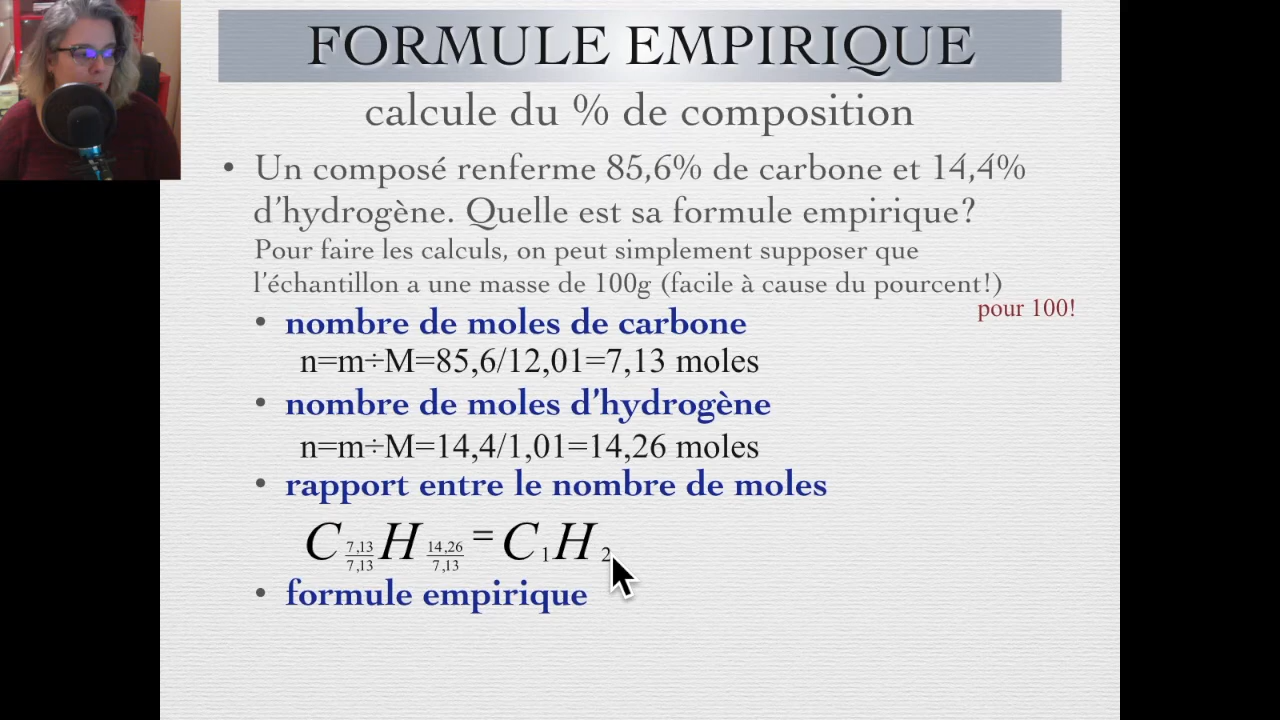 FORMULE EMPIRIQUE
calcule du % de composition
• Un composé renferme 85,6% de carbone et 14,4%
d'hydrogène. Quelle est sa formule empirique?
Pour faire les calculs, on peut simplement supposer que
l'échantillon a une masse de 100g (facile à cause du pourcent!)
pour 100!
• nombre de moles de carbone
n=m÷M=85,6/12,01=7,13 moles
• nombre de moles d'hydrogène
n=m÷M=14,4/1,01=14,26 moles
• rapport entre le nombre de moles
C 7,13/7,13 H 14,26/7,13 = C 1 H 2
• formule empirique